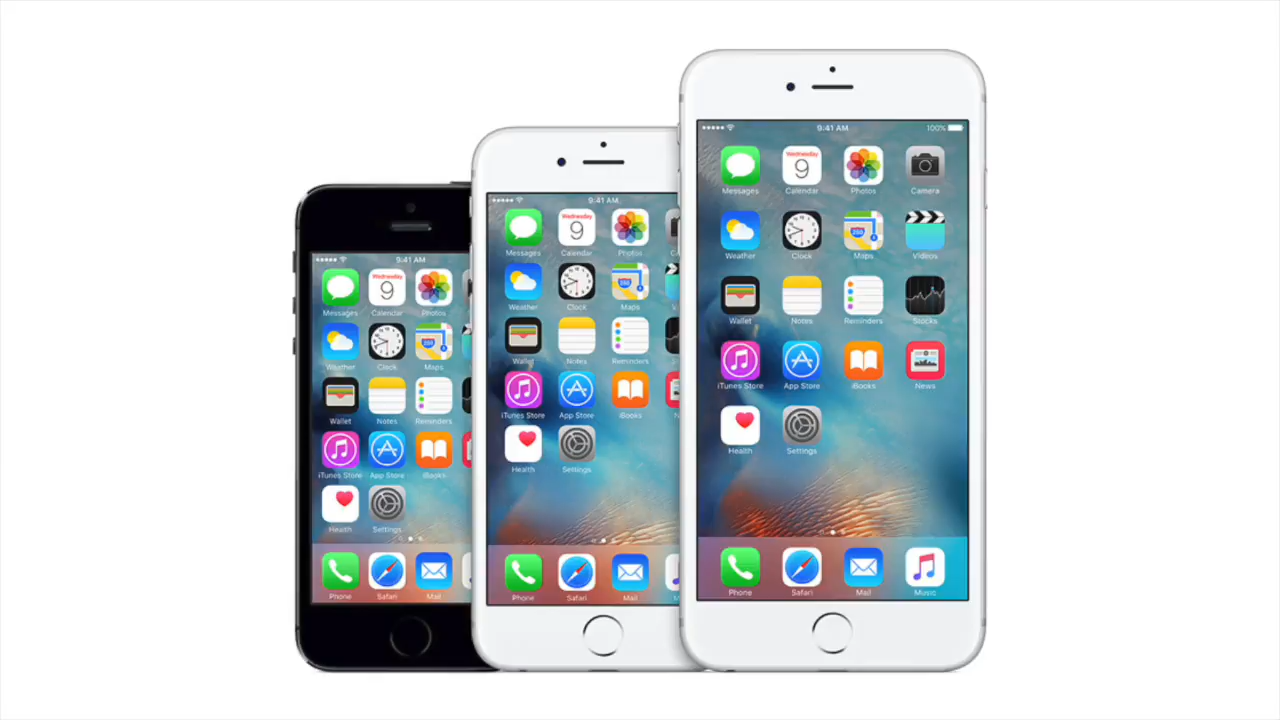 9:41 AM
Wednesday
9
Messages Calendar Photos
Weather Clock Maps
Wallet Notes Reminders
iTunes Store App Store iBooks
Health Settings
Phone Safari Mail
9:41 AM
Wednesday
9
Messages Calendar Photos
280
Weather Clock Maps
Wallet Notes Reminders
iTunes Store App Store iBooks
Health Settings
Phone Safari Mail
9:41 AM 100%
Wednesday
9
Messages Calendar Photos Camera
280
Weather Clock Maps Videos
Wallet Notes Reminders Stocks
iTunes Store App Store iBooks News
Health Settings
Phone Safari Mail Music